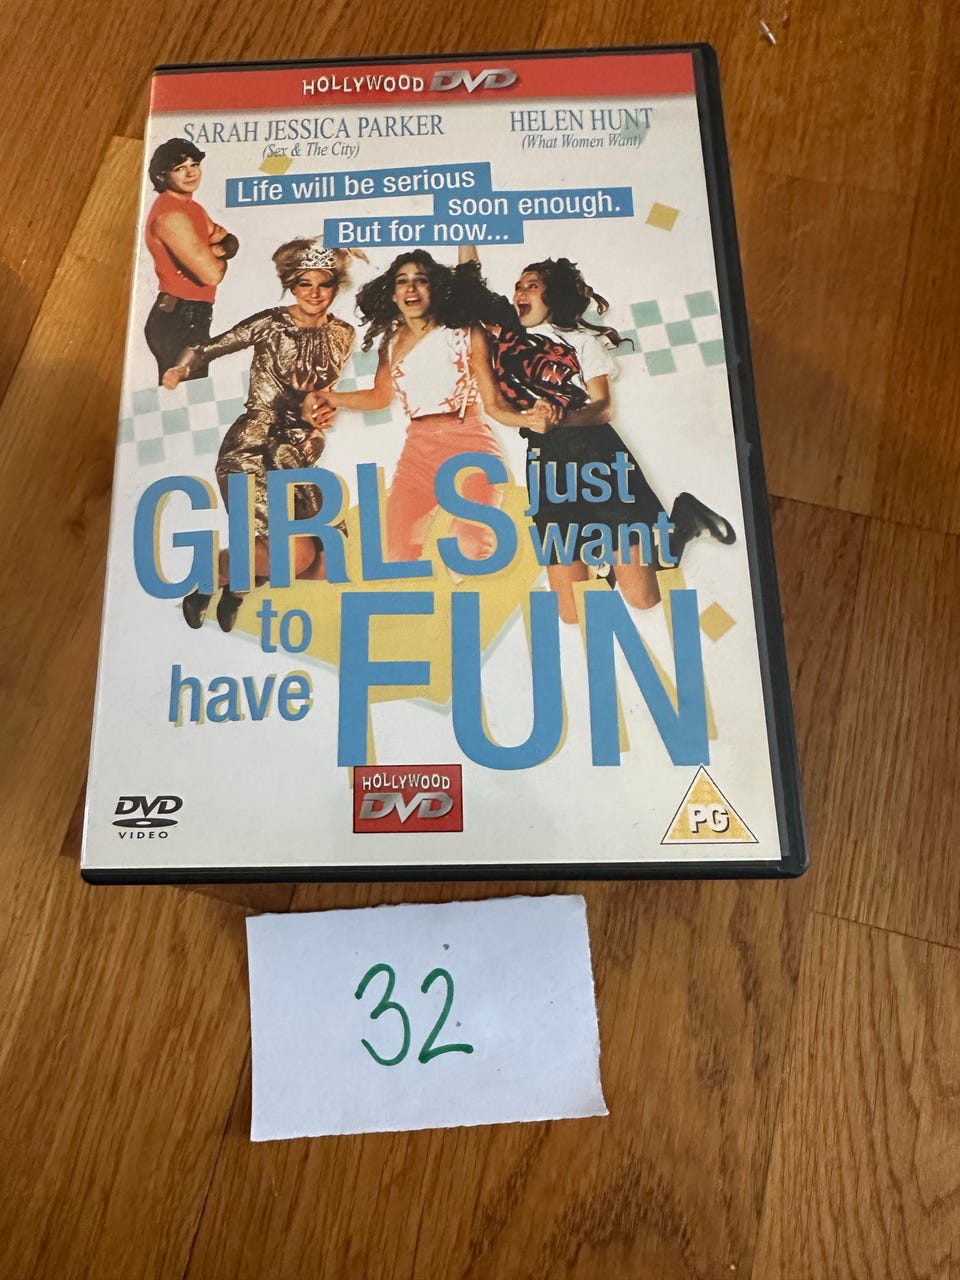 HOLLYWOOD DVD
SARAH JESSICA PARKER
(Sex & The City)
HELEN HUNT
(What Women Want)
Life will be serious
soon enough.
But for now...
GIRLS just
want
to
have FUN
HOLLYWOOD
DVD
DVD
VIDEO
PG
32